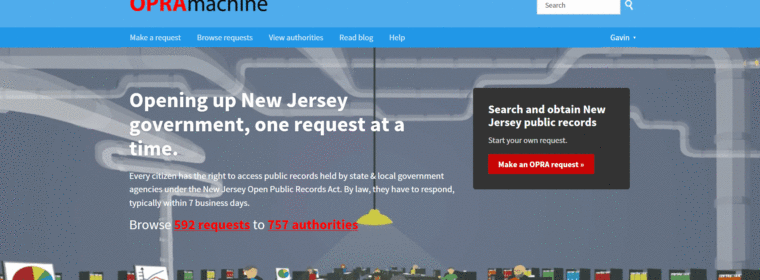 OPRAmachine
Search
Make a request Browse requests View authorities Read blog Help Gavin
Opening up New Jersey
government, one request at a
time.
Every citizen has the right to access public records held by state & local government
agencies under the New Jersey Open Public Records Act. By law, they have to respond,
typically within 7 business days.
Browse 592 requests to 757 authorities
Search and obtain New
Jersey public records
Start your own request.
Make an OPRA request »